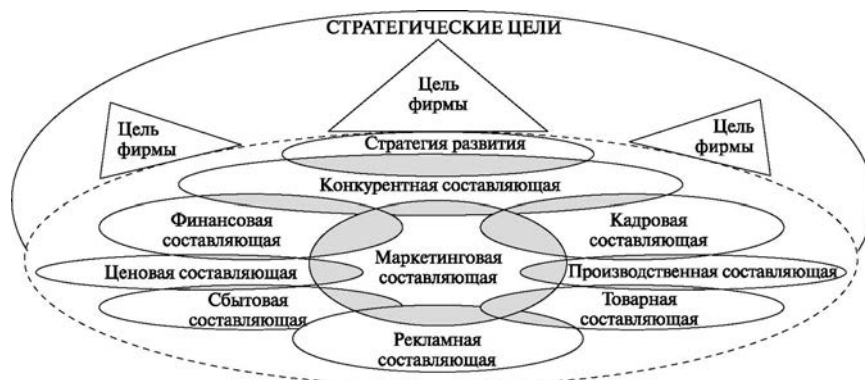 СТРАТЕГИЧЕСКИЕ ЦЕЛИ
Цель
фирмы
Цель
фирмы
Цель
фирмы
Стратегия развития
Конкурентная составляющая
Финансовая
составляющая
Кадровая
составляющая
Маркетинговая
составляющая
Ценовая составляющая
Производственная составляющая
Сбытовая
составляющая
Товарная
составляющая
Рекламная
составляющая